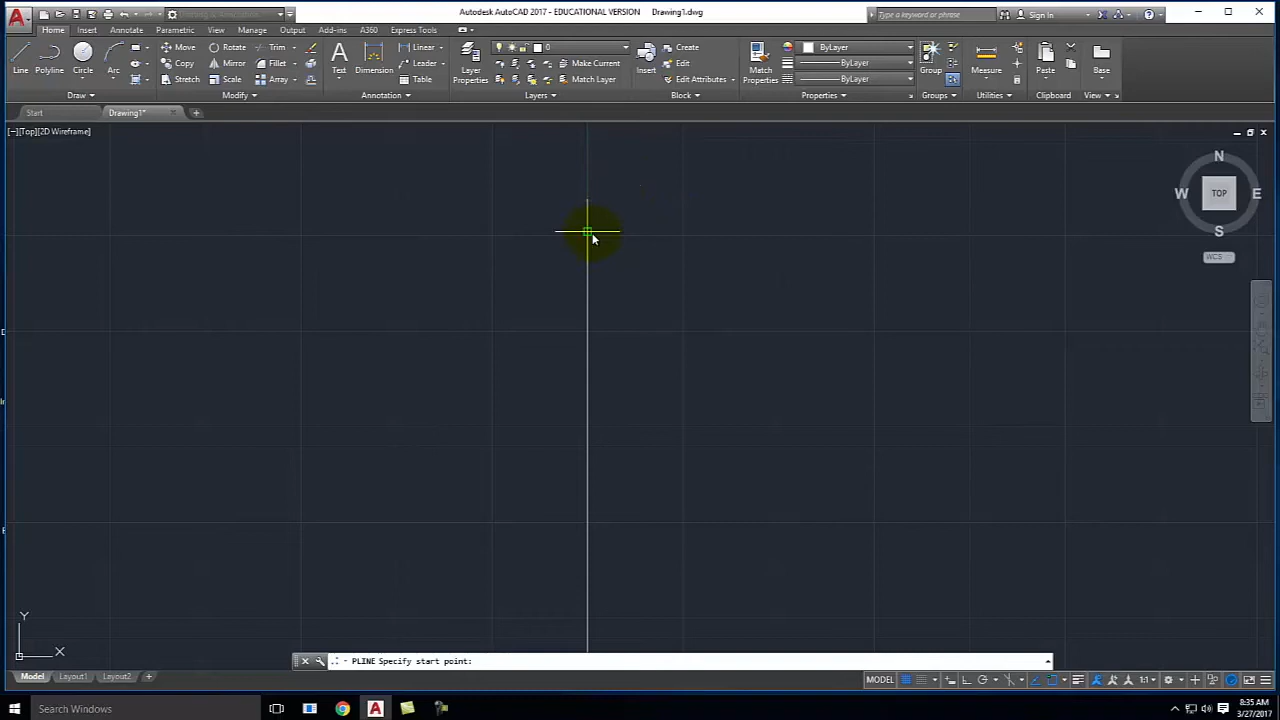 Drafting & Annotation
Autodesk AutoCAD 2017 - EDUCATIONAL VERSION Drawing1.dwg
Type a keyword or phrase
Sign In
Home Insert Annotate Parametric View Manage Output Add-ins A360 Express Tools
Line Polyline Circle Arc
Move Rotate Trim
Copy Mirror Fillet
Stretch Scale Array
Text Dimension
Linear
Leader
Table
Layer Properties
0
Make Current
Match Layer
Insert
Create
Edit
Edit Attributes
Match Properties
ByLayer
ByLayer
ByLayer
Group
Measure
Paste
Base
Draw Modify Annotation Layers Block Properties Groups Utilities Clipboard View
Start Drawing1*
[−][Top][2D Wireframe]
N
W TOP E
S
WCS
Y
X
PLINE Specify start point:
Model Layout1 Layout2
MODEL
1:1
Search Windows
8:35 AM
3/27/2017